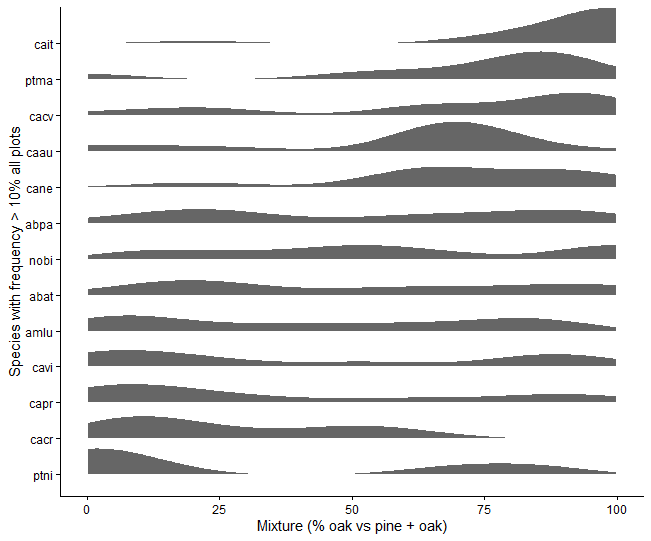 Species with frequency > 10% all plots
cait
ptma
cacv
caau
cane
abpa
nobi
abat
amlu
cavi
capr
cacr
ptni
0 25 50 75 100
Mixture (% oak vs pine + oak)